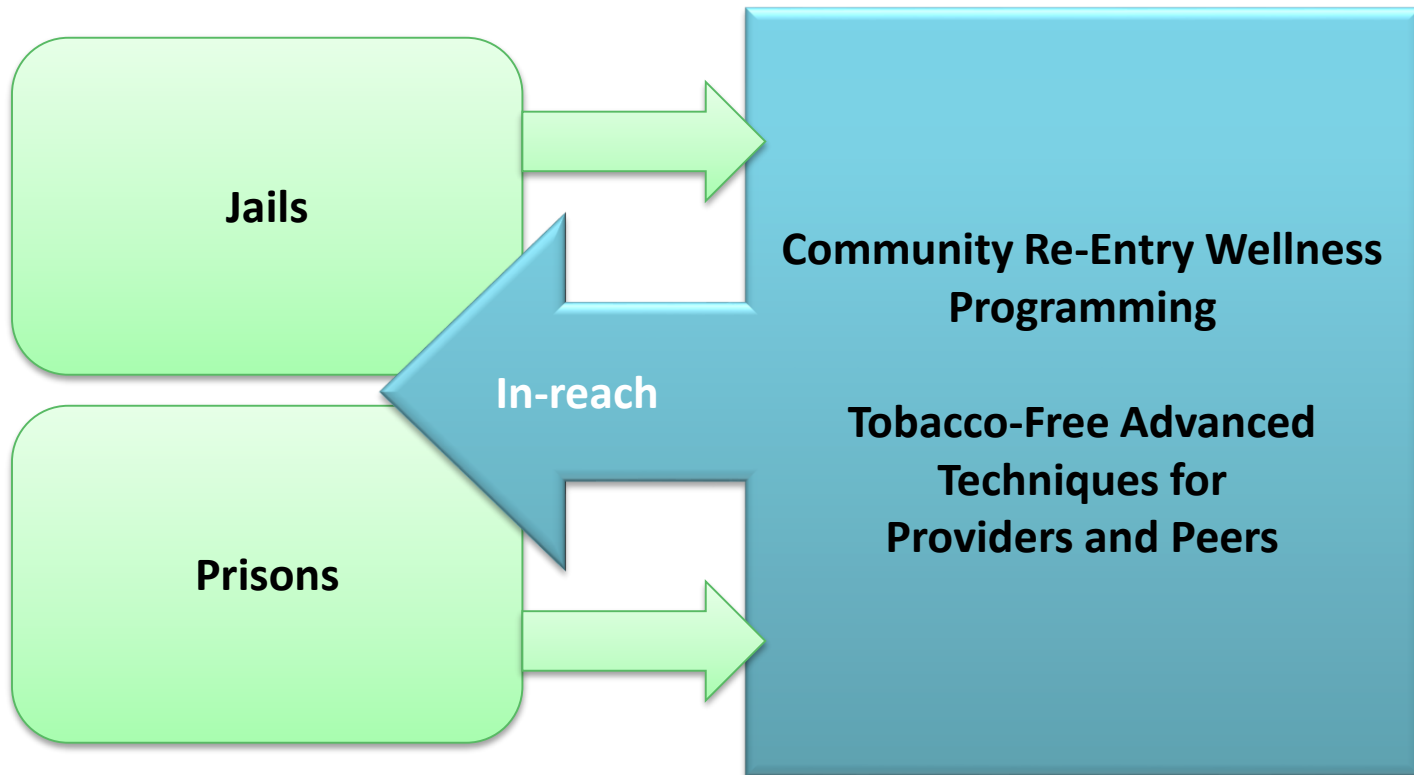 Jails
Prisons
In-reach
Community Re-Entry Wellness
Programming
Tobacco-Free Advanced
Techniques for
Providers and Peers